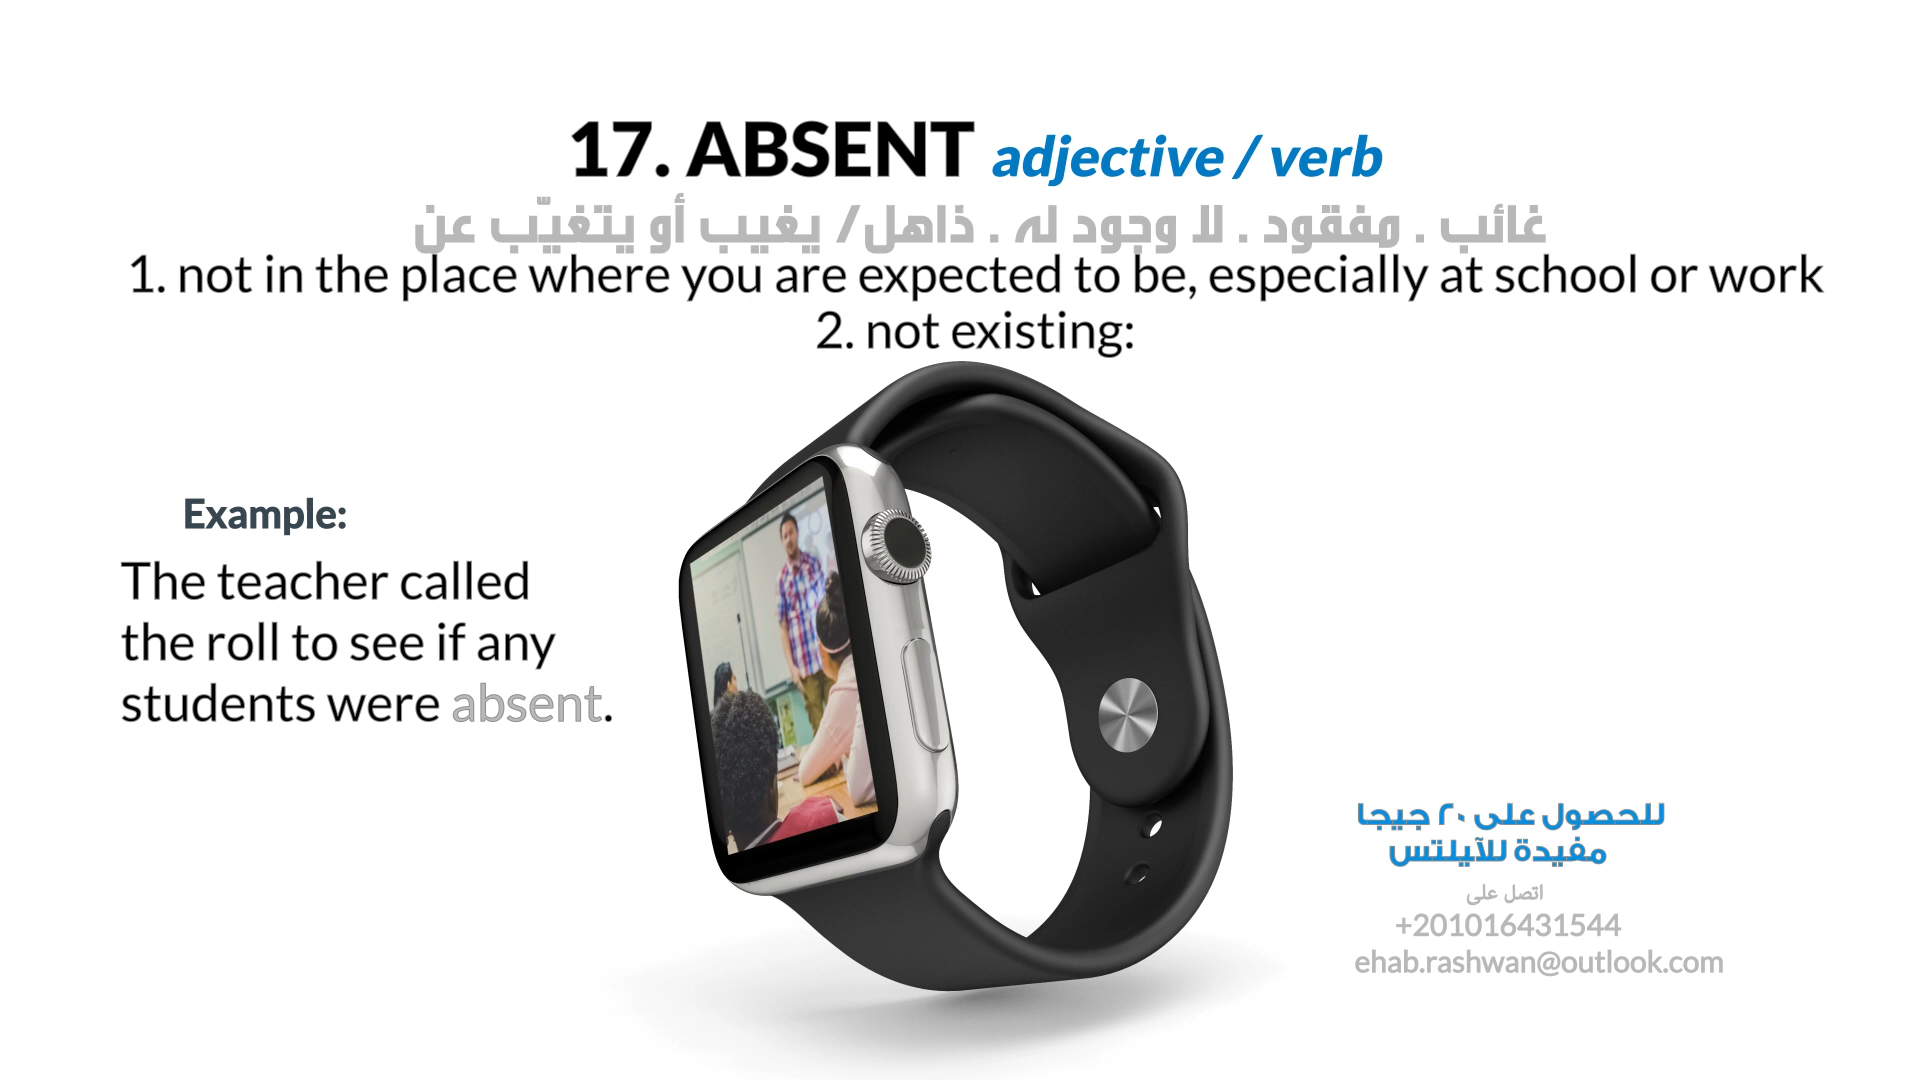 17. ABSENT adjective / verb
غائب . مفقود . لا وجود له . ذاهل/ يغيب أو يتغيّب عن
1. not in the place where you are expected to be, especially at school or work
2. not existing:
Example:
The teacher called
the roll to see if any
students were absent.
للحصول على ٢٠ جيجا
مفيدة للآيلتس
اتصل على
+201016431544
ehab.rashwan@outlook.com